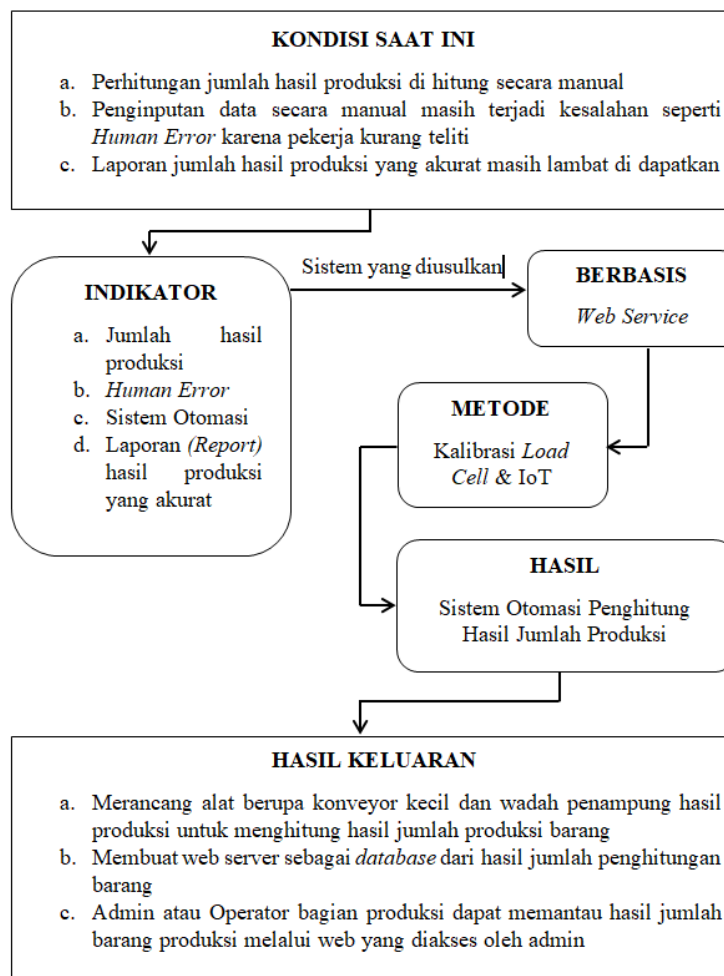 KONDISI SAAT INI
a. Perhitungan jumlah hasil produksi di hitung secara manual
b. Penginputan data secara manual masih terjadi kesalahan seperti
Human Error karena pekerja kurang teliti
c. Laporan jumlah hasil produksi yang akurat masih lambat di dapatkan
Sistem yang diusulkan
INDIKATOR
a. Jumlah hasil
produksi
b. Human Error
c. Sistem Otomasi
d. Laporan (Report)
hasil produksi
yang akurat
BERBASIS
Web Service
METODE
Kalibrasi Load
Cell & IoT
HASIL
Sistem Otomasi Penghitung
Hasil Jumlah Produksi
HASIL KELUARAN
a. Merancang alat berupa konveyor kecil dan wadah penampung hasil
produksi untuk menghitung hasil jumlah produksi barang
b. Membuat web server sebagai database dari hasil jumlah penghitungan
barang
c. Admin atau Operator bagian produksi dapat memantau hasil jumlah
barang produksi melalui web yang diakses oleh admin